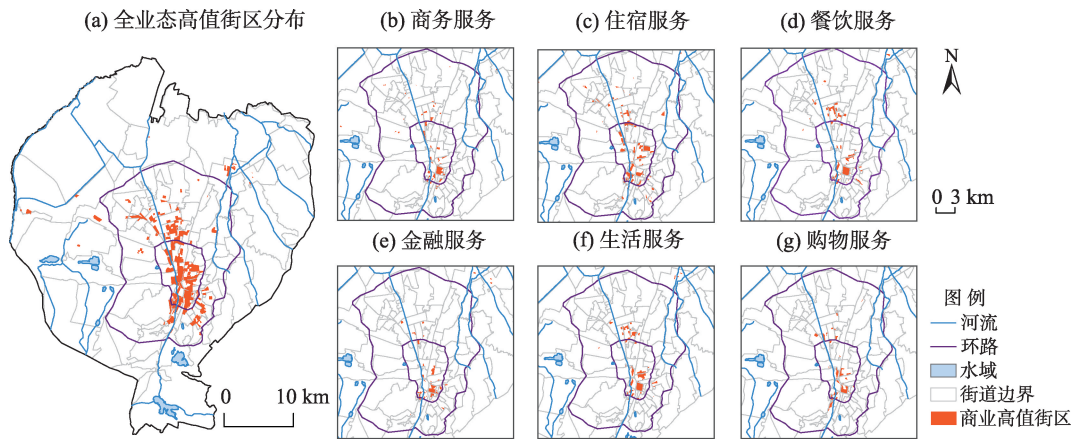 (a) 全业态高值街区分布
(b) 商务服务
(c) 住宿服务
(d) 餐饮服务
N
0 3 km
(e) 金融服务
(f) 生活服务
(g) 购物服务
图 例
河流
环路
水域
街道边界
商业高值街区
0 10 km